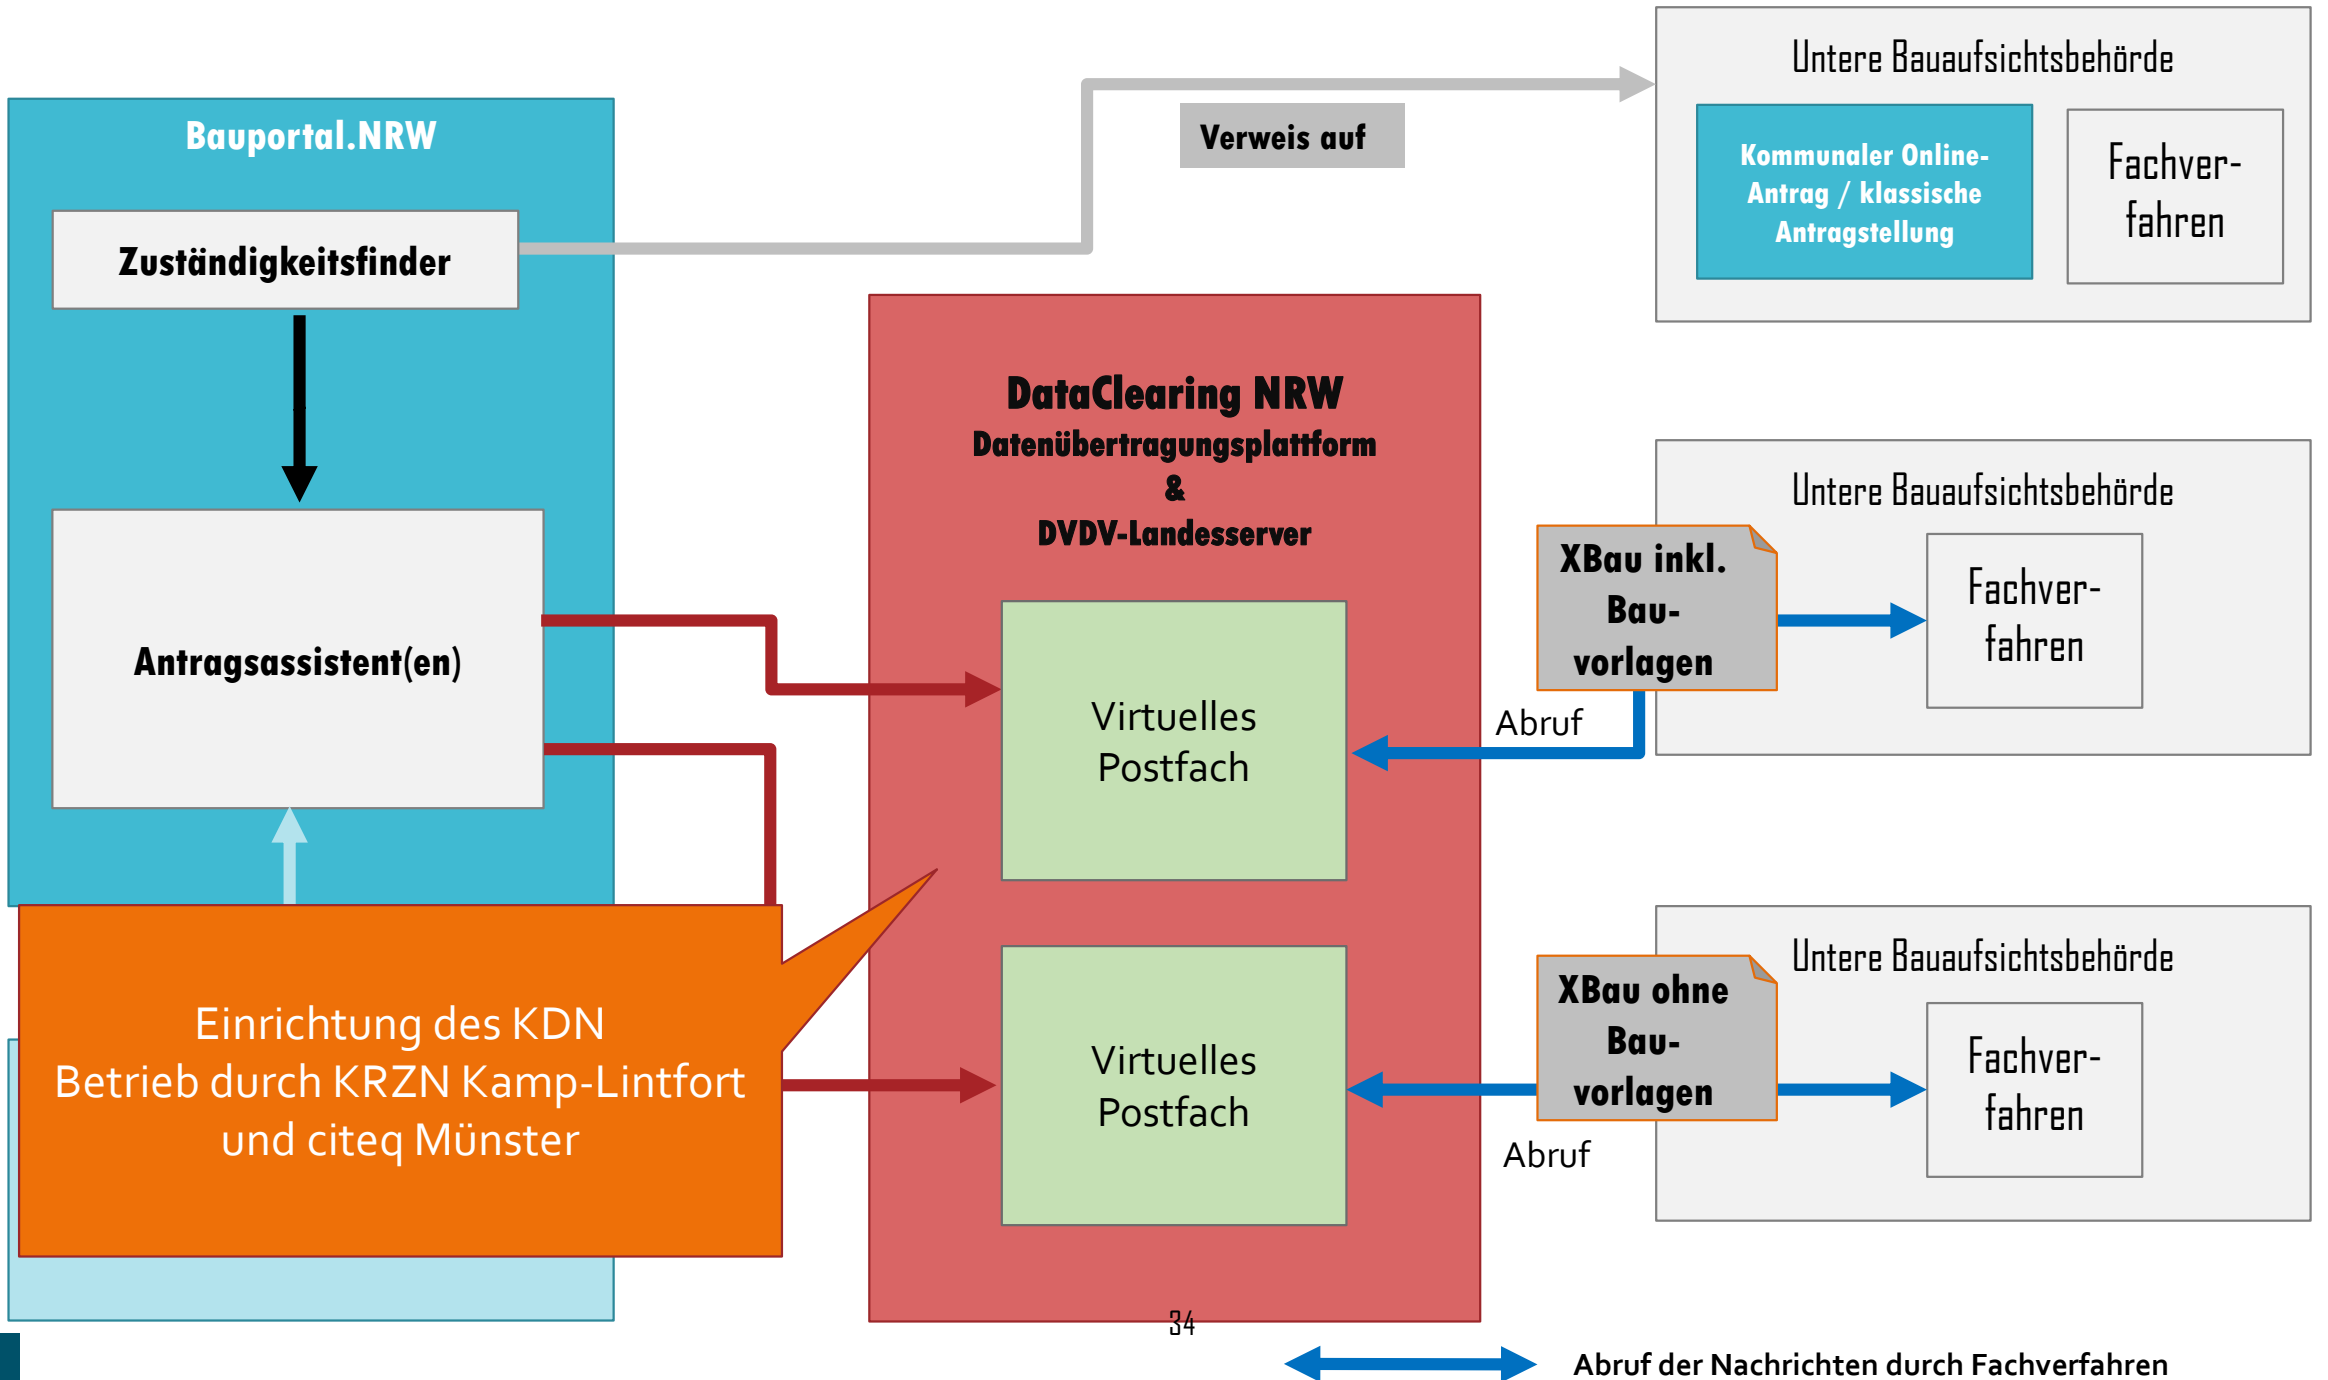 Bauportal.NRW
Zuständigkeitsfinder
Antragsassistent(en)
Einrichtung des KDN
Betrieb durch KRZN Kamp-Lintfort
und citeq Münster
Verweis auf
DataClearing NRW
Datenübertragungsplattform
&
DVDV-Landesserver
Virtuelles
Postfach
Virtuelles
Postfach
Untere Bauaufsichtsbehörde
Kommunaler Online-
Antrag / klassische
Antragstellung
Fachver-
fahren
Untere Bauaufsichtsbehörde
XBau inkl.
Bau-
vorlagen
Fachver-
fahren
Abruf
Untere Bauaufsichtsbehörde
XBau ohne
Bau-
vorlagen
Fachver-
fahren
Abruf
34
Abruf der Nachrichten durch Fachverfahren